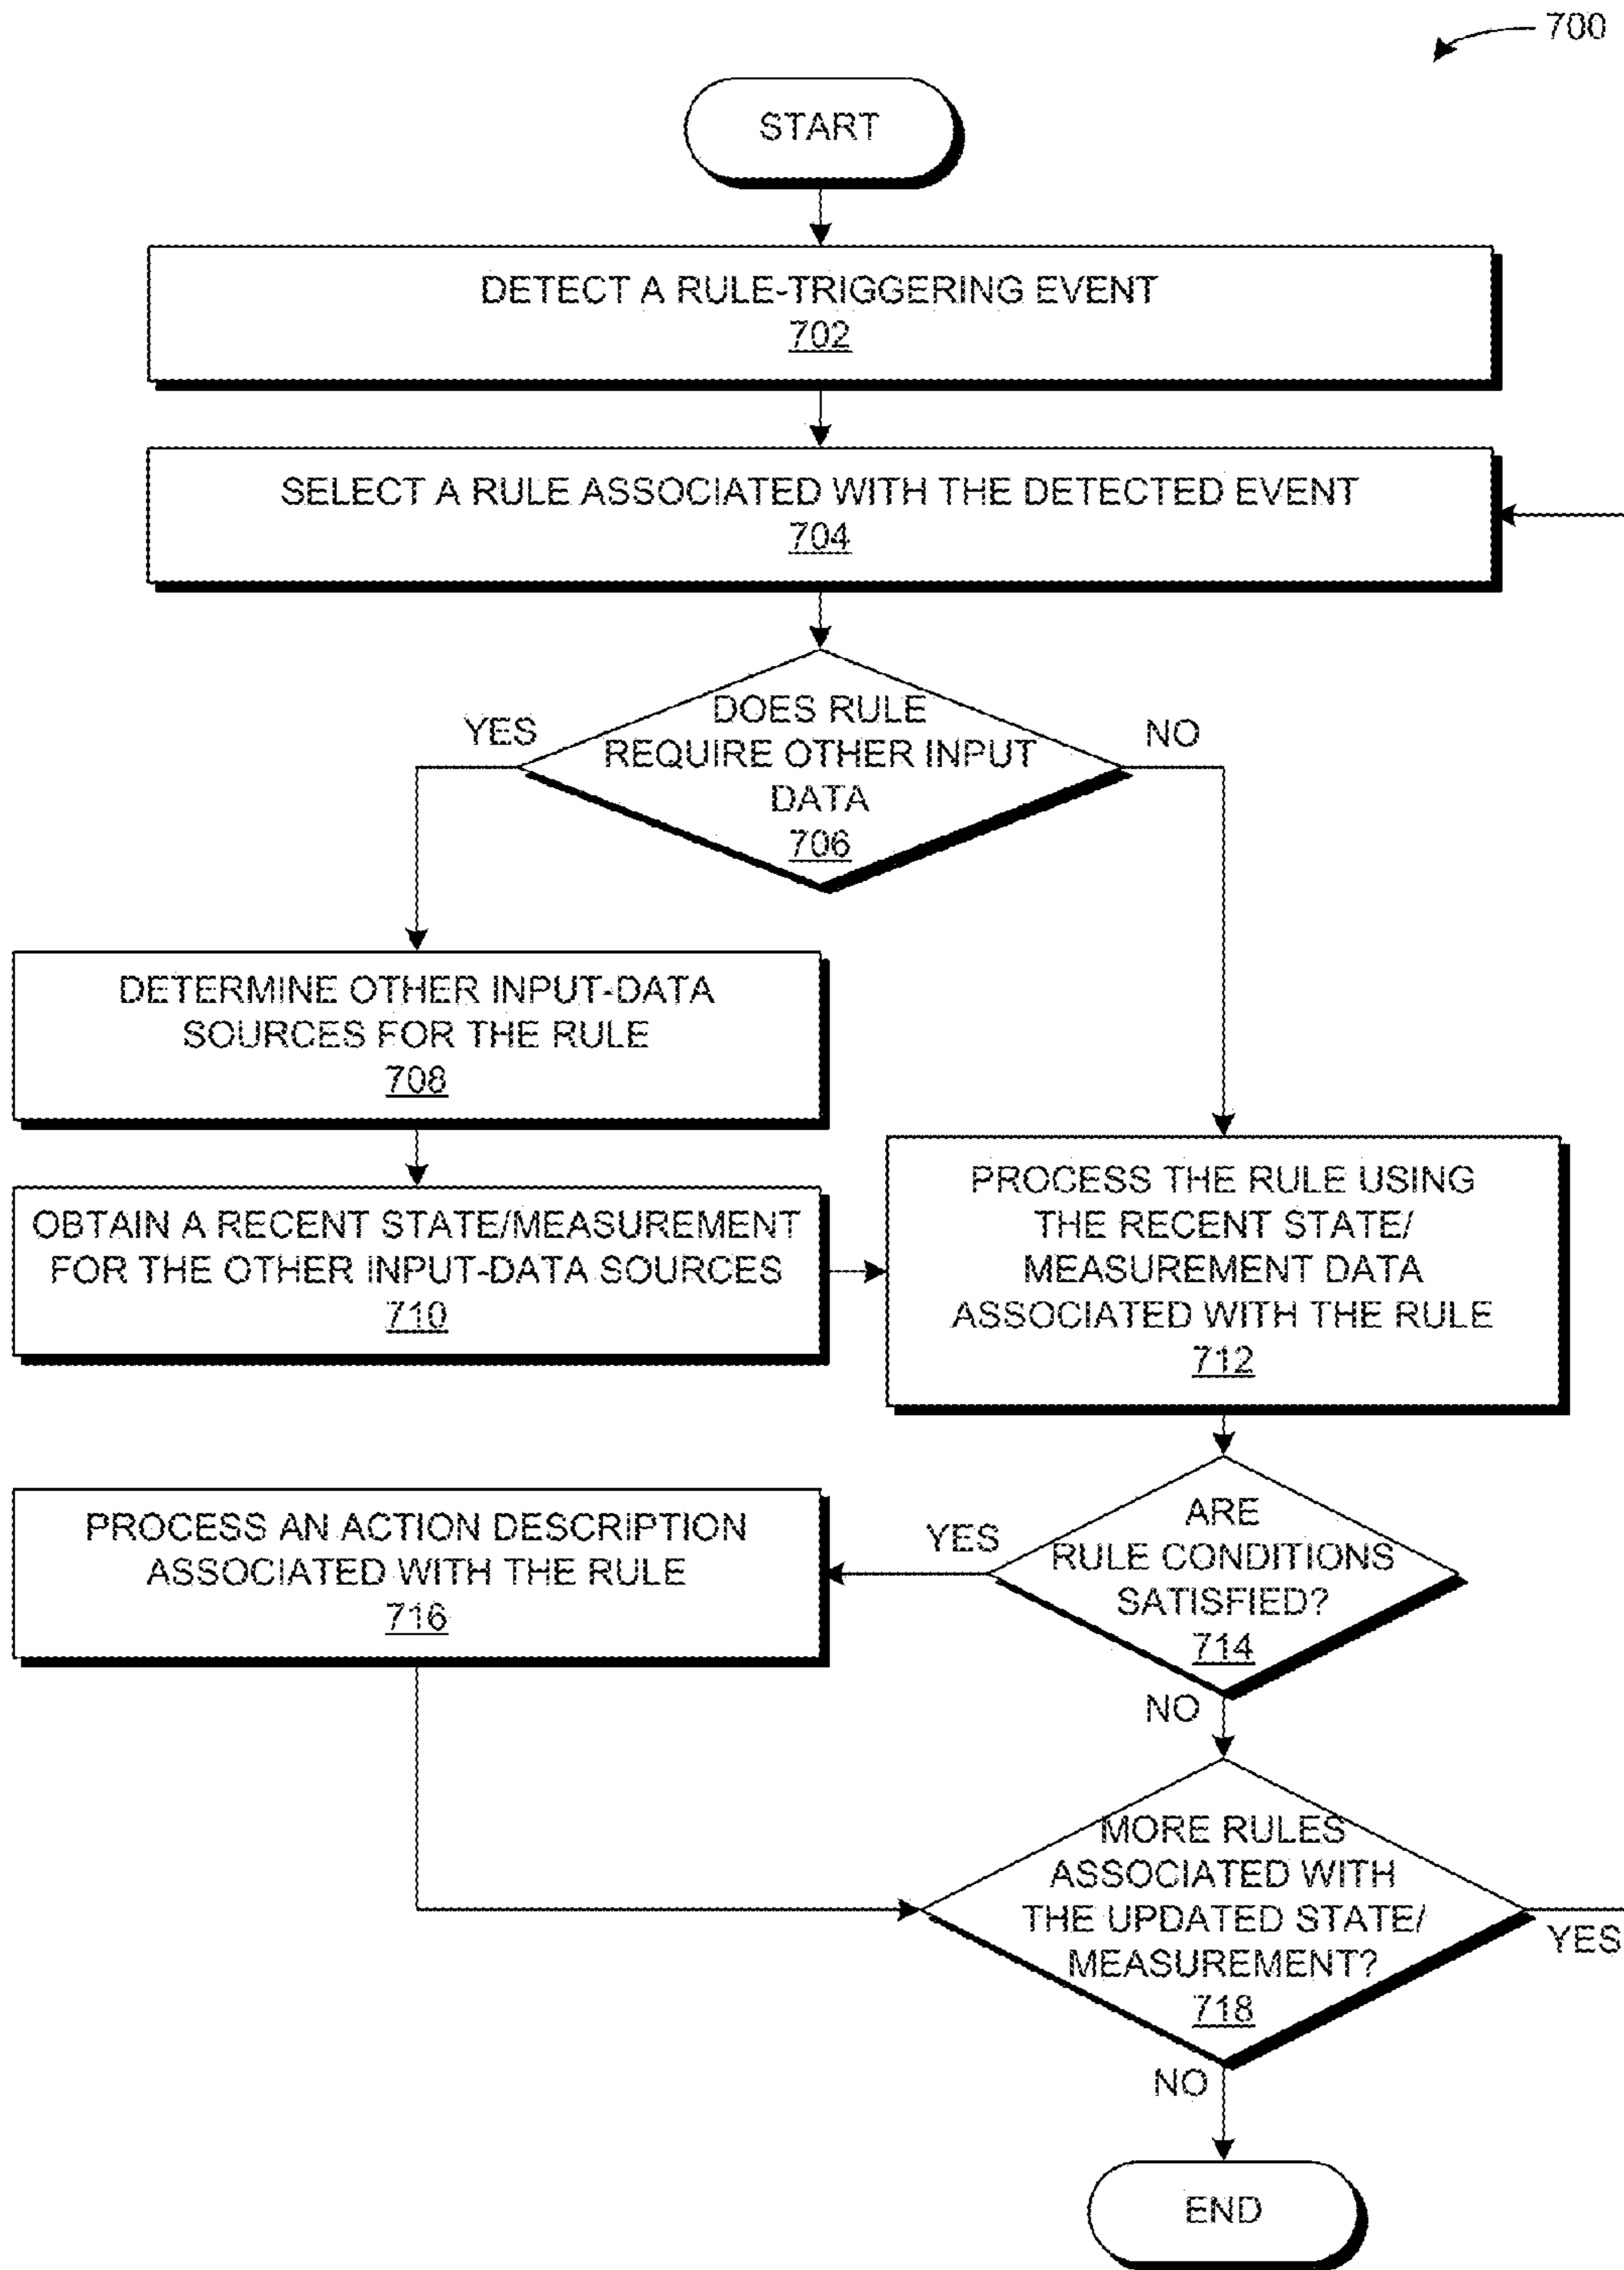 700
START
DETECT A RULE-TRIGGERING EVENT
702
SELECT A RULE ASSOCIATED WITH THE DETECTED EVENT
704
DOES RULE
REQUIRE OTHER INPUT
DATA
706
YES
NO
DETERMINE OTHER INPUT-DATA
SOURCES FOR THE RULE
708
OBTAIN A RECENT STATE/MEASUREMENT
FOR THE OTHER INPUT-DATA SOURCES
710
PROCESS THE RULE USING
THE RECENT STATE/
MEASUREMENT DATA
ASSOCIATED WITH THE RULE
712
ARE
RULE CONDITIONS
SATISFIED?
714
YES
NO
PROCESS AN ACTION DESCRIPTION
ASSOCIATED WITH THE RULE
716
MORE RULES
ASSOCIATED WITH
THE UPDATED STATE/
MEASUREMENT?
718
YES
NO
END